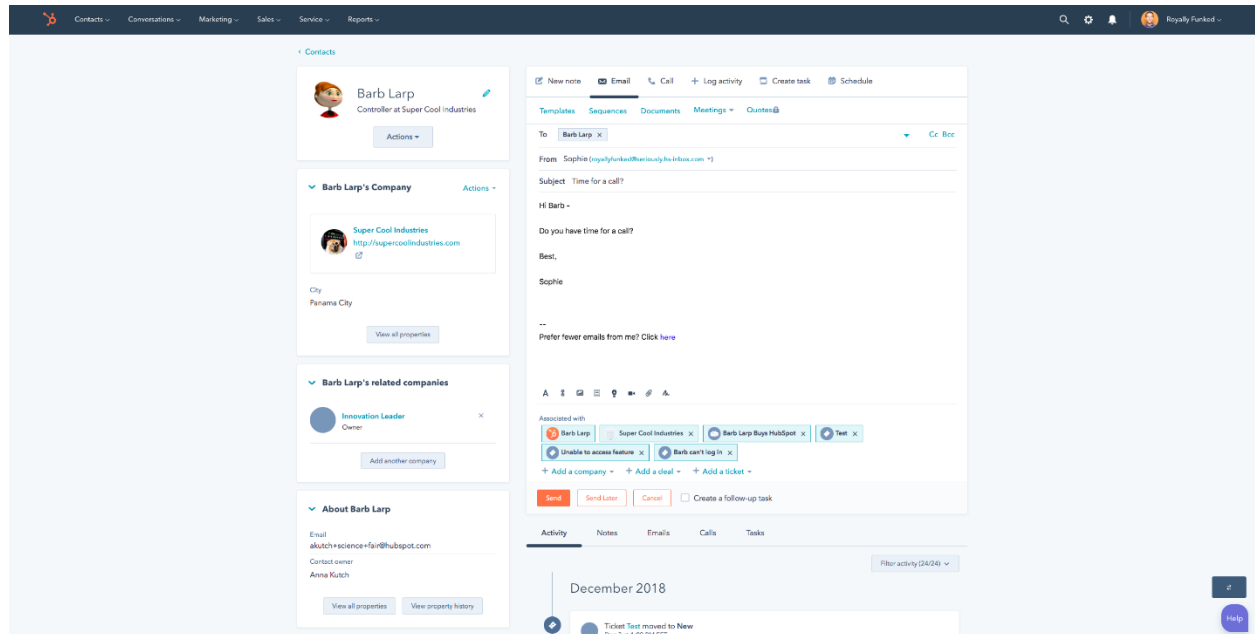 Contacts Conversations Marketing Sales Service Reports Royally Funked
Contacts
Barb Larp
Controller at Super Cool Industries
Actions
Barb Larp's Company Actions
Super Cool Industries
http://supercoolindustries.com
City
Panama City
View all properties
Barb Larp's related companies
Innovation Leader
Owner
Add another company
About Barb Larp
Email
akutch+science+fair@hubspot.com
Contact owner
Anna Kutch
View all properties View property history
New note Email Call + Log activity Create task Schedule
Templates Sequences Documents Meetings Quotes
To Barb Larp × Cc Bcc
From Sophie (royallyfunked@seriously.hs-inbox.com)
Subject Time for a call?
Hi Barb -
Do you have time for a call?
Best,
Sophie
--
Prefer fewer emails from me? Click here
Associated with
Barb Larp Super Cool Industries × Barb Larp Buys HubSpot × Test ×
Unable to access feature × Barb can't log in ×
+ Add a company + Add a deal + Add a ticket
Send Send Later Cancel Create a follow-up task
Activity Notes Emails Calls Tasks
Filter activity (24/24)
December 2018
Ticket Test moved to New
Help